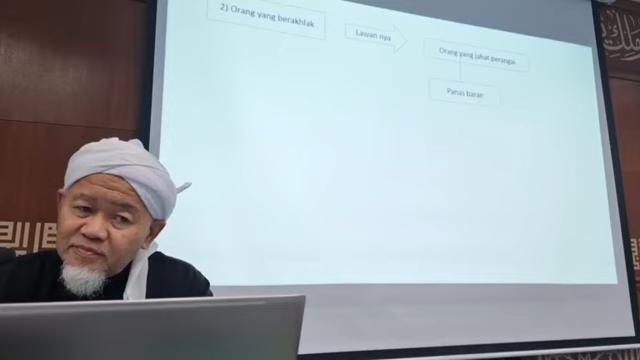 2) Orang yang berakhlak
Lawan nya
Orang yang jahat perangai
Panas baran